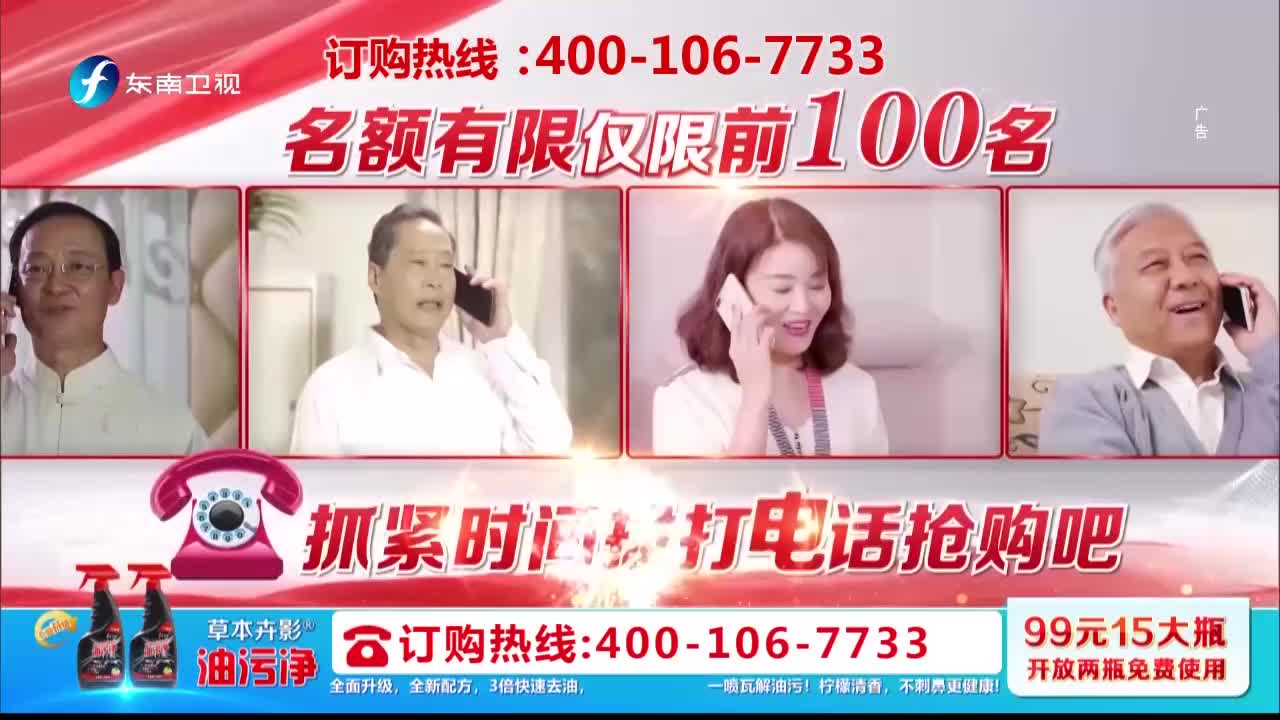 订购热线：400-106-7733
东南卫视
广告
名额有限仅限前100名
抓紧时间 打电话抢购吧
草本卉影®
油污净
订购热线:400-106-7733
99元15大瓶
开放两瓶免费使用
全面升级，全新配方，3倍快速去油， 一喷瓦解油污！柠檬清香，不刺鼻更健康!